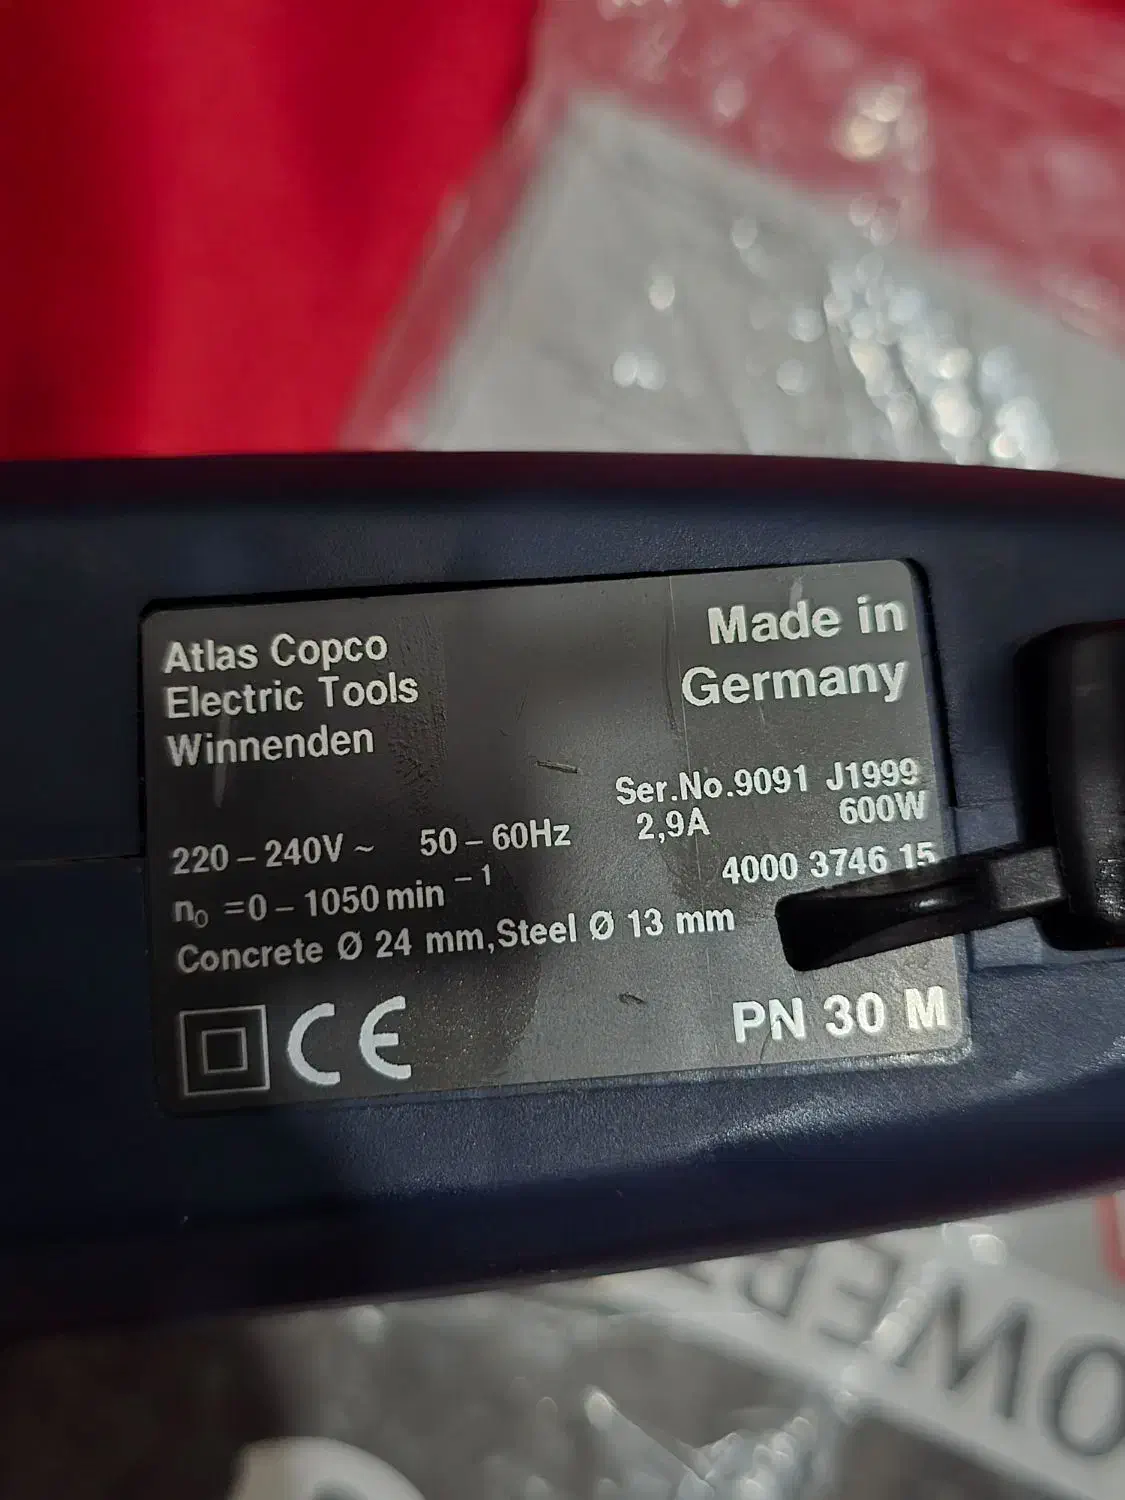 Atlas Copco
Electric Tools
Winnenden
Made in
Germany
Ser.No.9091 J1999
220 – 240V ~ 50 – 60Hz 2,9A 600W
n₀ =0 – 1050 min ⁻¹ 4000 3746 15
Concrete Ø 24 mm,Steel Ø 13 mm
CE PN 30 M